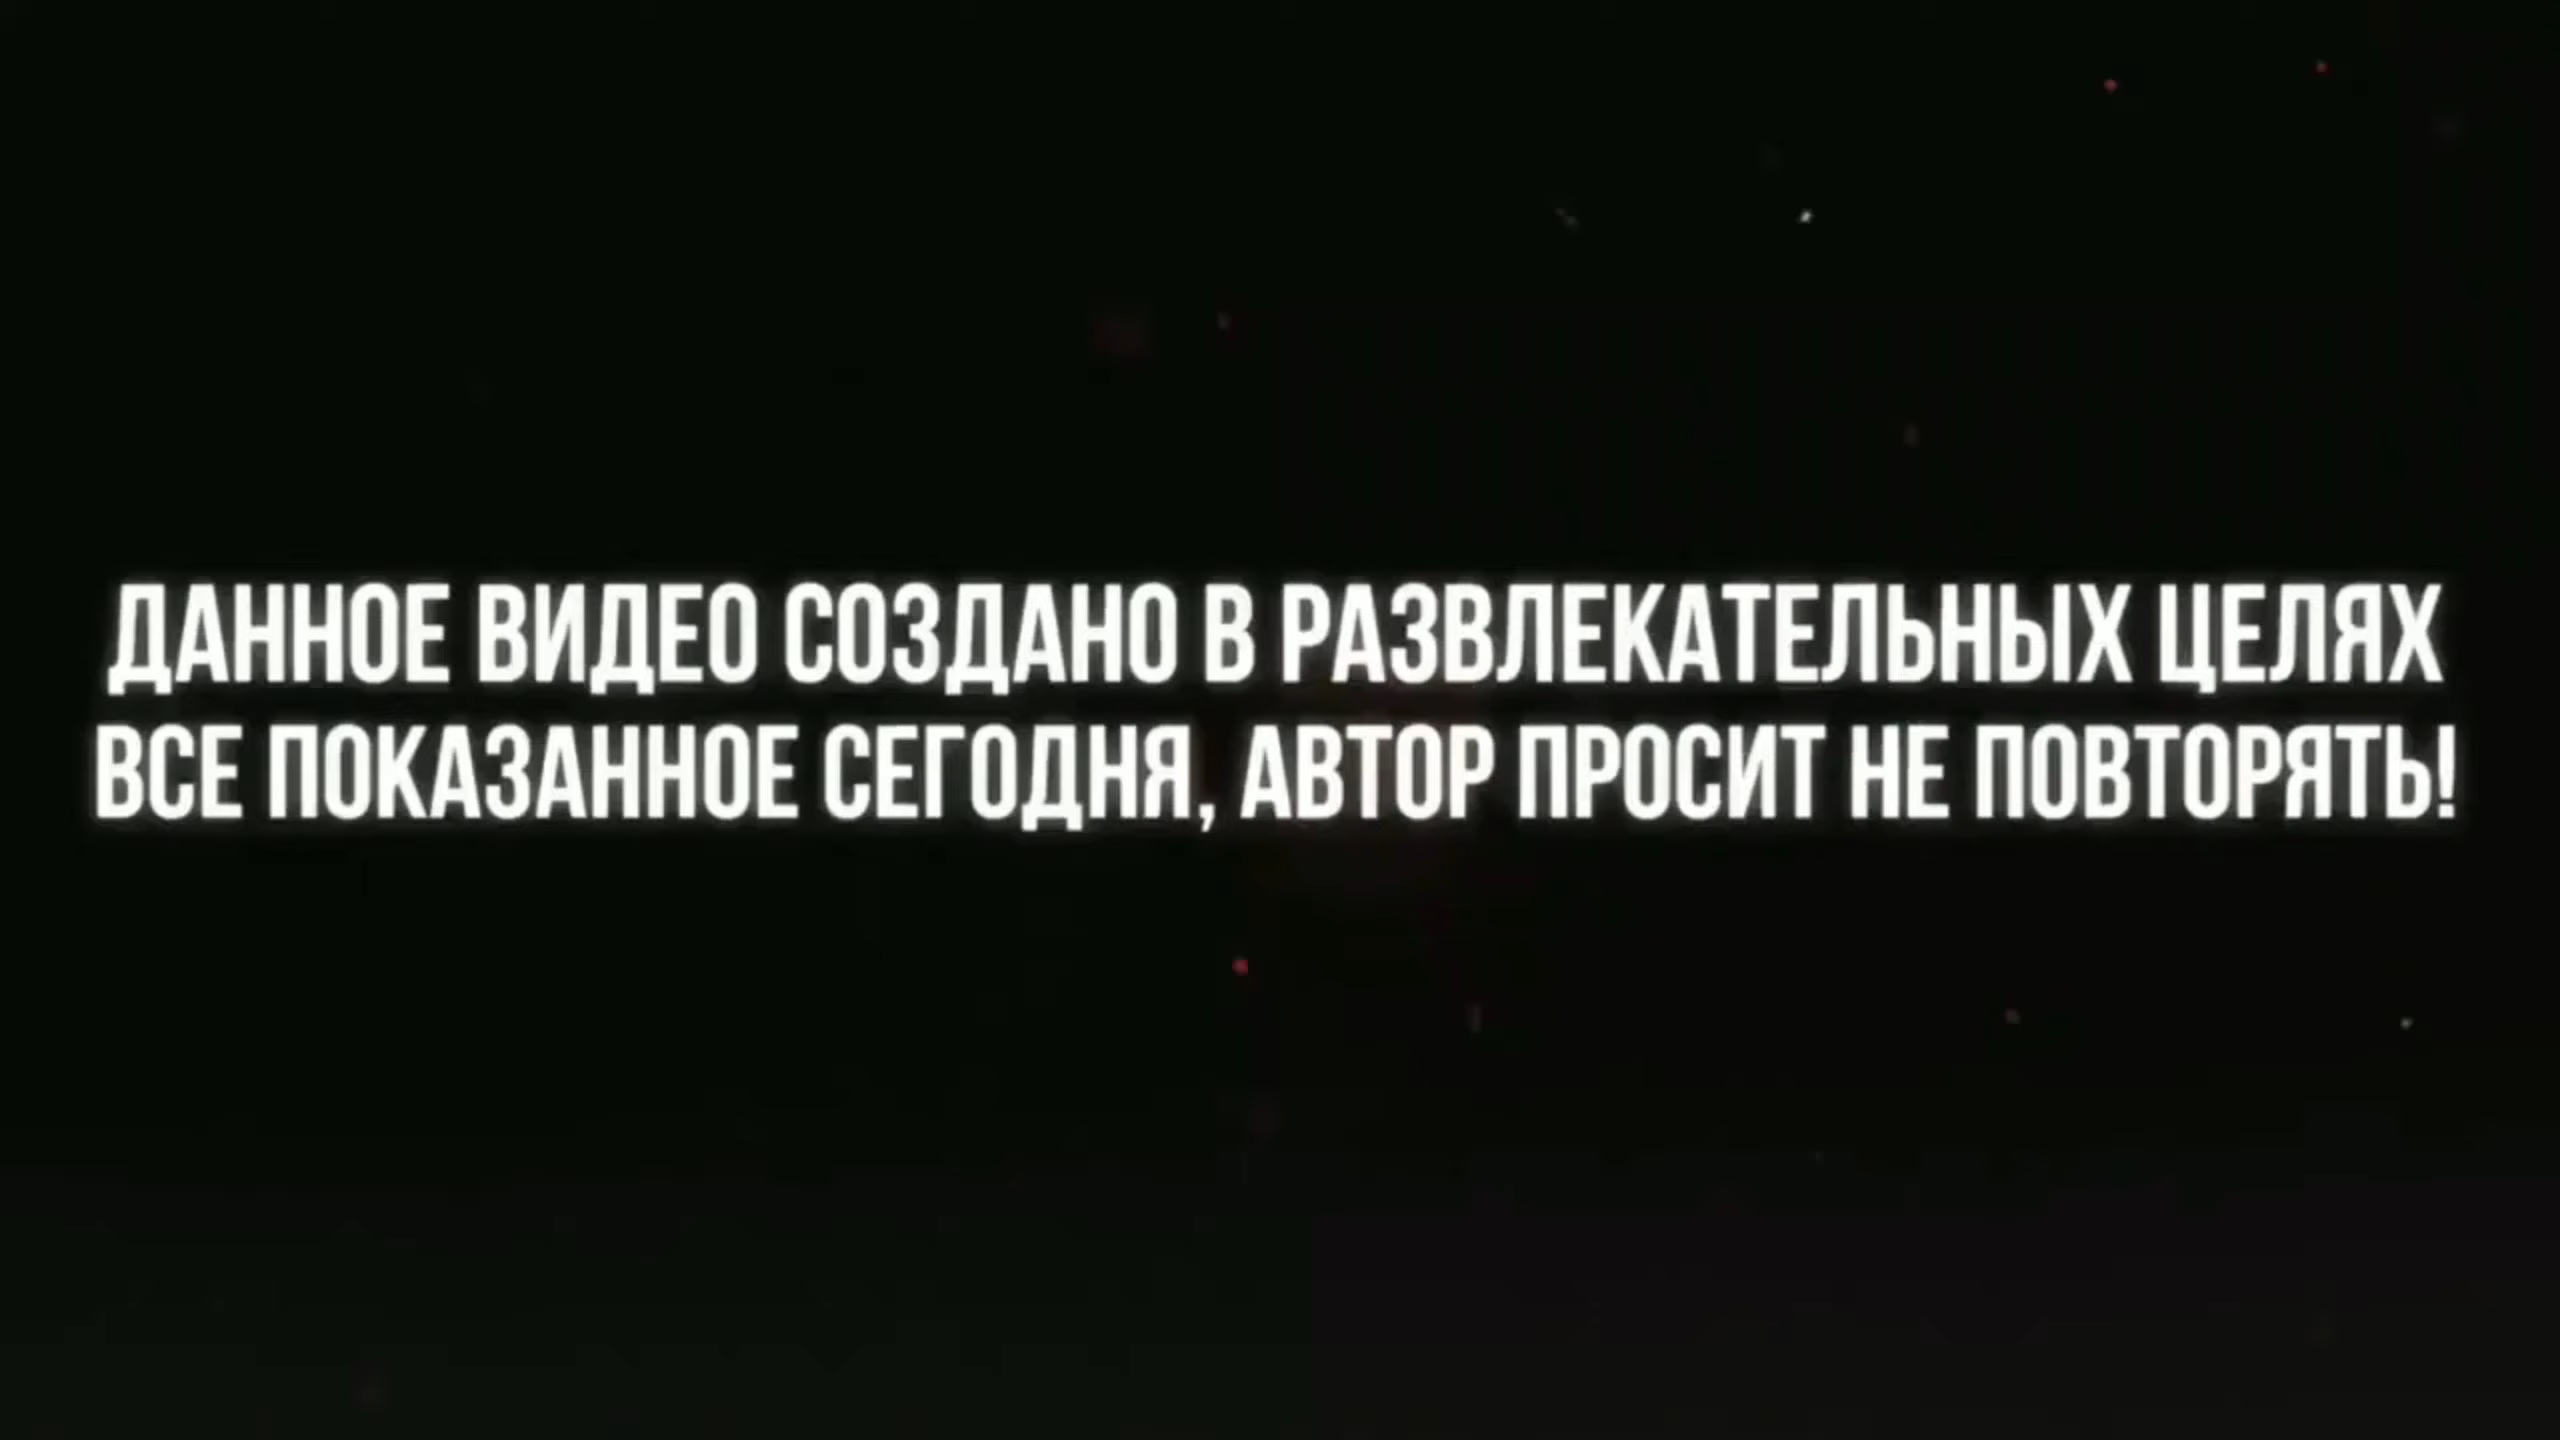 ДАННОЕ ВИДЕО СОЗДАНО В РАЗВЛЕКАТЕЛЬНЫХ ЦЕЛЯХ
ВСЕ ПОКАЗАННОЕ СЕГОДНЯ, АВТОР ПРОСИТ НЕ ПОВТОРЯТЬ!